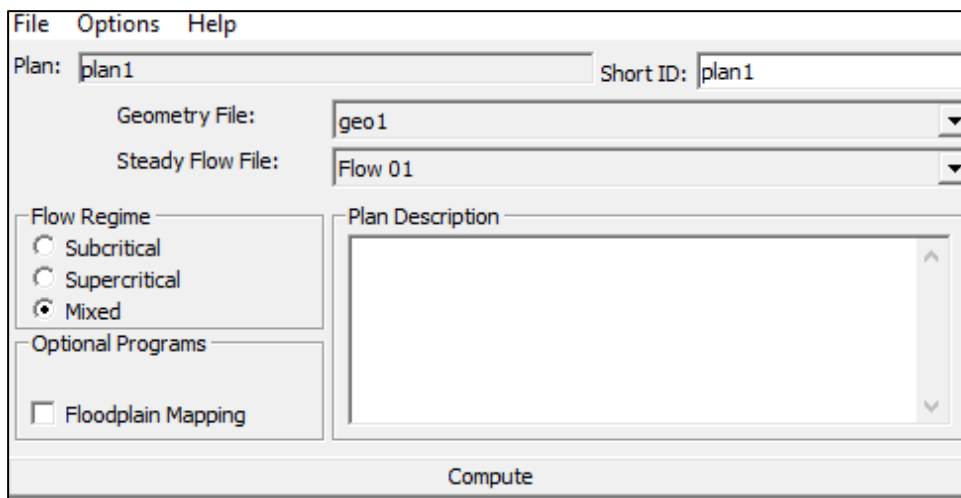 File Options Help
Plan: plan1 Short ID: plan1
Geometry File: geo1
Steady Flow File: Flow 01
Flow Regime Plan Description
Subcritical
Supercritical
Mixed
Optional Programs
Floodplain Mapping
Compute